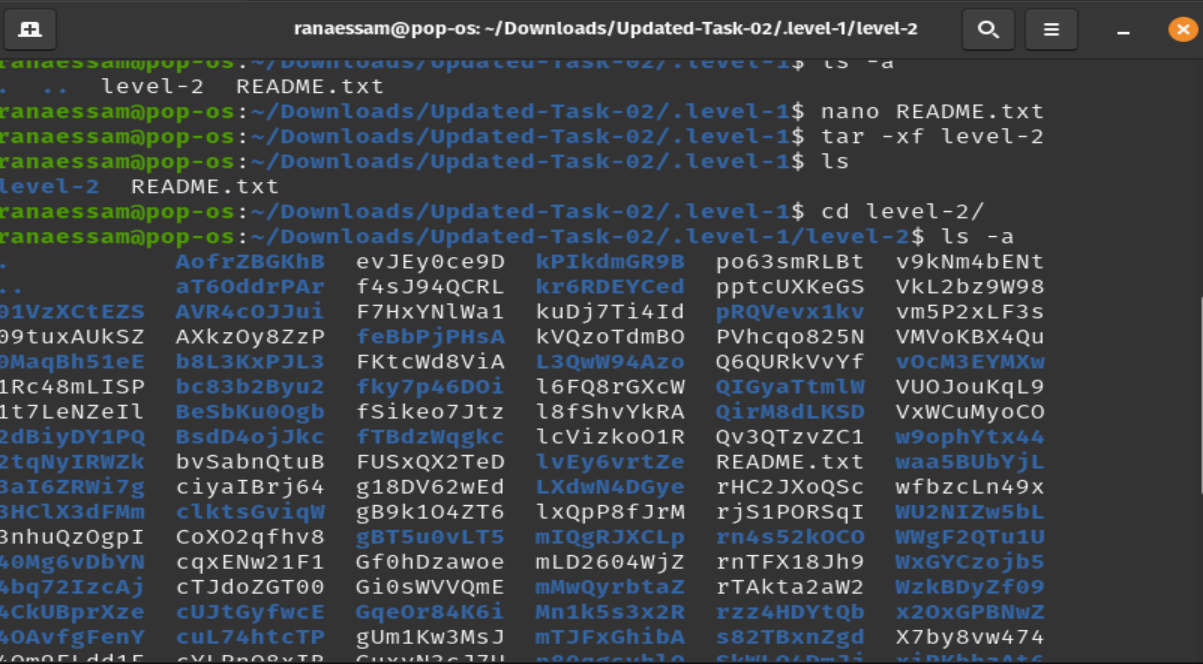 ranaessam@pop-os: ~/Downloads/Updated-Task-02/.level-1/level-2
ranaessam@pop-os:~/Downloads/Updated-Task-02/.level-1$ ls -a
. .. level-2 README.txt
ranaessam@pop-os:~/Downloads/Updated-Task-02/.level-1$ nano README.txt
ranaessam@pop-os:~/Downloads/Updated-Task-02/.level-1$ tar -xf level-2
ranaessam@pop-os:~/Downloads/Updated-Task-02/.level-1$ ls
level-2 README.txt
ranaessam@pop-os:~/Downloads/Updated-Task-02/.level-1$ cd level-2/
ranaessam@pop-os:~/Downloads/Updated-Task-02/.level-1/level-2$ ls -a
. AofrZBGKhB evJEy0ce9D kPIkdmGR9B po63smRLBt v9kNm4bENt
.. aT6OddrPAr f4sJ94QCRL kr6RDEYCed pptcUXKeGS VkL2bz9W98
01VzXCtEZS AVR4cOJJui F7HxYNlWa1 kuDj7Ti4Id pRQVevx1kv vm5P2xLF3s
09tuxAUkSZ AXkzOy8ZzP feBbPjPHsA kVQzoTdmBO PVhcqo825N VMVoKBX4Qu
0MaqBh51eE b8L3KxPJL3 FKtcWd8ViA L3QwW94Azo Q6QURkVvYf vOcM3EYMXw
1Rc48mLISP bc83b2Byu2 fky7p46DOi l6FQ8rGXcW QIGyaTtmlW VUOJouKqL9
1t7LeNZeIl BeSbKu0Ogb fSikeo7Jtz l8fShvYkRA QirM8dLKSD VxWCuMyoCO
2dBiyDY1PQ BsdD4ojJkc fTBdzWqgkc lcVizkoO1R Qv3QTzvZC1 w9ophYtx44
2tqNyIRWZk bvSabnQtuB FUSxQX2TeD lvEy6vrtZe README.txt waa5BUbYjL
3aI6ZRWi7g ciyaIBrj64 g18DV62wEd LXdwN4DGye rHC2JXoQSc wfbzcLn49x
3HClX3dFMm clktsGviqW gB9k1O4ZT6 lxQpP8fJrM rjS1PORSqI WU2NIZw5bL
3nhuQzOgpI CoXO2qfhv8 gBT5u0vLT5 mIQgRJXCLp rn4s52kOCO WWgF2QTu1U
40Mg6vDbYN cqxENw21F1 Gf0hDzawoe mLD2604WjZ rnTFX18Jh9 WxGYCzojb5
4bq72IzcAj cTJdoZGT00 Gi0sWVVQmE mMwQyrbtaZ rTAkta2aW2 WzkBDyZf09
4CkUBprXze cUJtGyfwcE GqeOr84K6i Mn1k5s3x2R rzz4HDYtQb x2OxGPBNwZ
4OAvfgFenY cuL74htcTP gUm1Kw3MsJ mTJFxGhibA s82TBxnZgd X7by8vw474